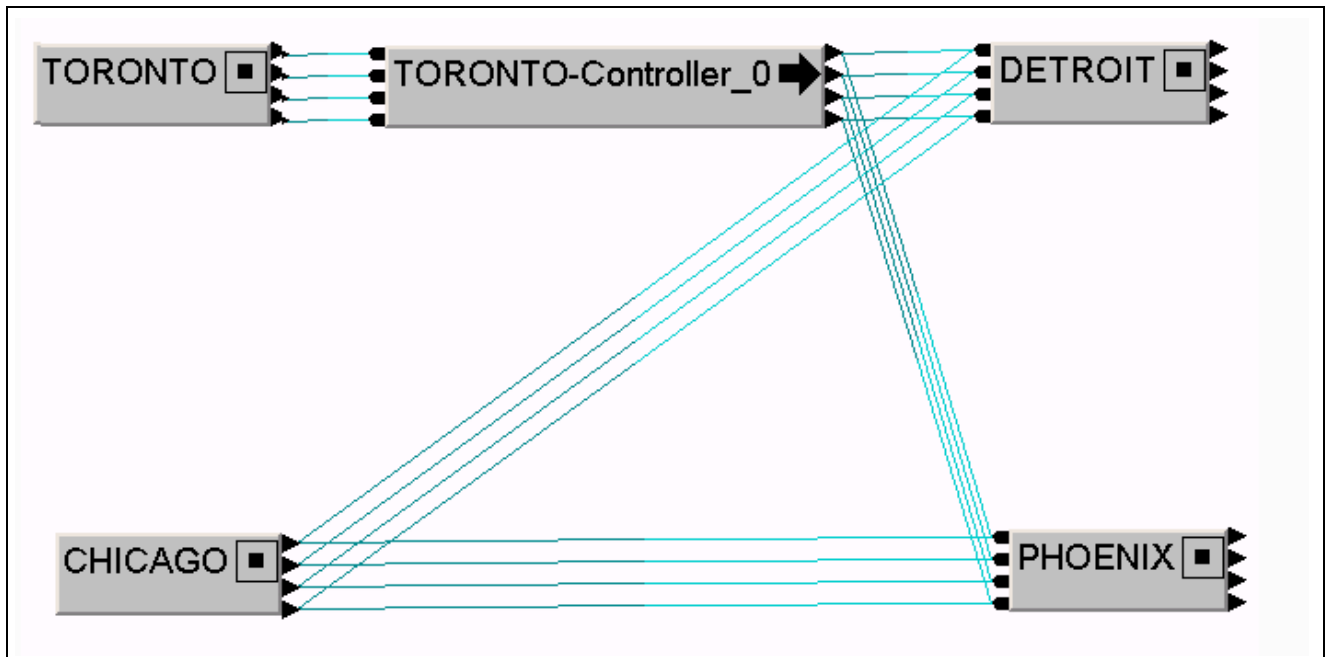 TORONTO
TORONTO-Controller_0
DETROIT
CHICAGO
PHOENIX